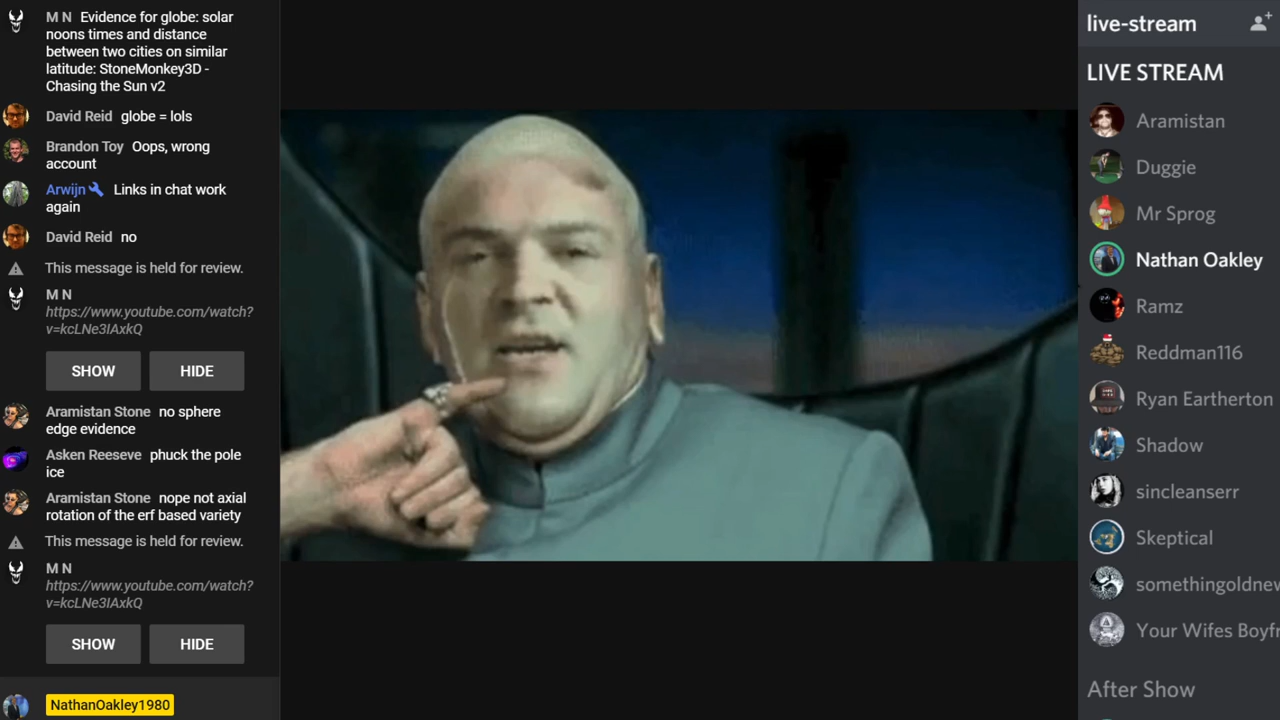 M N Evidence for globe: solar
noons times and distance
between two cities on similar
latitude: StoneMonkey3D -
Chasing the Sun v2
David Reid globe = lols
Brandon Toy Oops, wrong
account
Arwijn Links in chat work
again
David Reid no
This message is held for review.
M N
https://www.youtube.com/watch?
v=kcLNe3IAxkQ
SHOW HIDE
Aramistan Stone no sphere
edge evidence
Asken Reeseve phuck the pole
ice
Aramistan Stone nope not axial
rotation of the erf based variety
This message is held for review.
M N
https://www.youtube.com/watch?
v=kcLNe3IAxkQ
SHOW HIDE
NathanOakley1980
live-stream
LIVE STREAM
Aramistan
Duggie
Mr Sprog
Nathan Oakley
Ramz
Reddman116
Ryan Eartherton
Shadow
sincleanserr
Skeptical
somethingoldnew
Your Wifes Boyfr
After Show